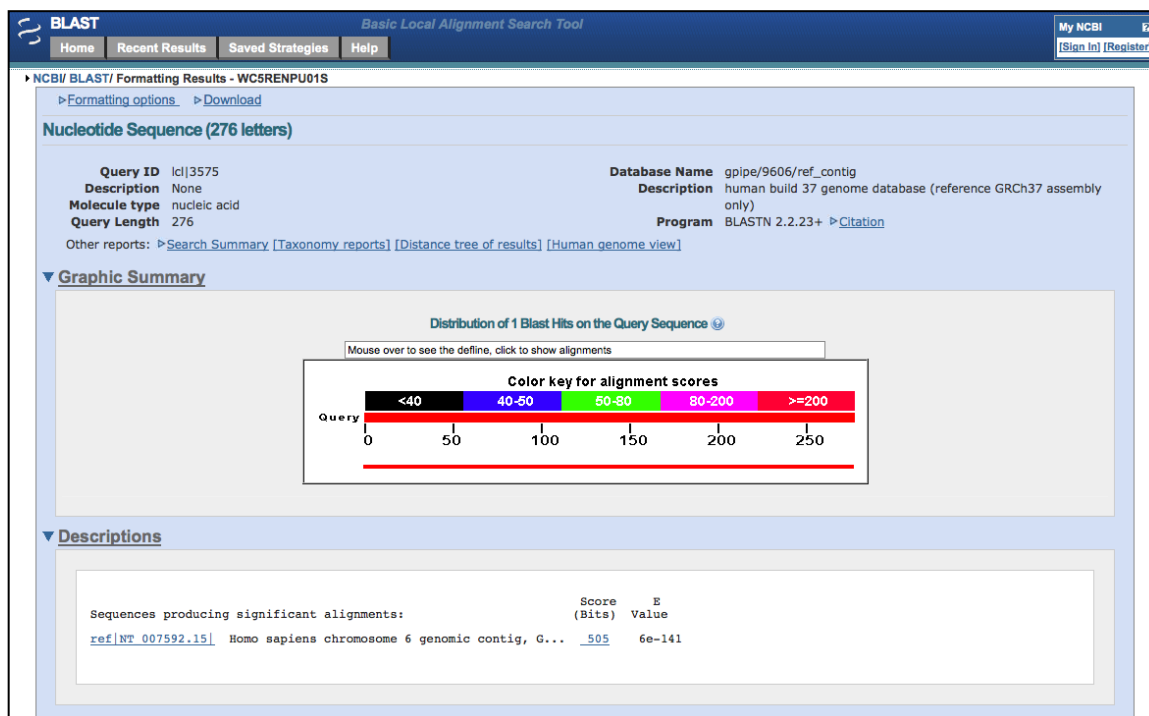 BLAST Basic Local Alignment Search Tool
My NCBI
Home Recent Results Saved Strategies Help
[Sign In] [Register
NCBI/ BLAST/ Formatting Results - WC5RENPU01S
Formatting options Download
Nucleotide Sequence (276 letters)
Query ID lcl|3575
Description None
Molecule type nucleic acid
Query Length 276
Database Name gpipe/9606/ref_contig
Description human build 37 genome database (reference GRCh37 assembly
only)
Program BLASTN 2.2.23+ Citation
Other reports: Search Summary [Taxonomy reports] [Distance tree of results] [Human genome view]
Graphic Summary
Distribution of 1 Blast Hits on the Query Sequence ?
Mouse over to see the defline, click to show alignments
Color key for alignment scores
<40 40-50 50-80 80-200 >=200
Query
0 50 100 150 200 250
Descriptions
Score E
Sequences producing significant alignments: (Bits) Value
ref|NT_007592.15| Homo sapiens chromosome 6 genomic contig, G... 505 6e-141